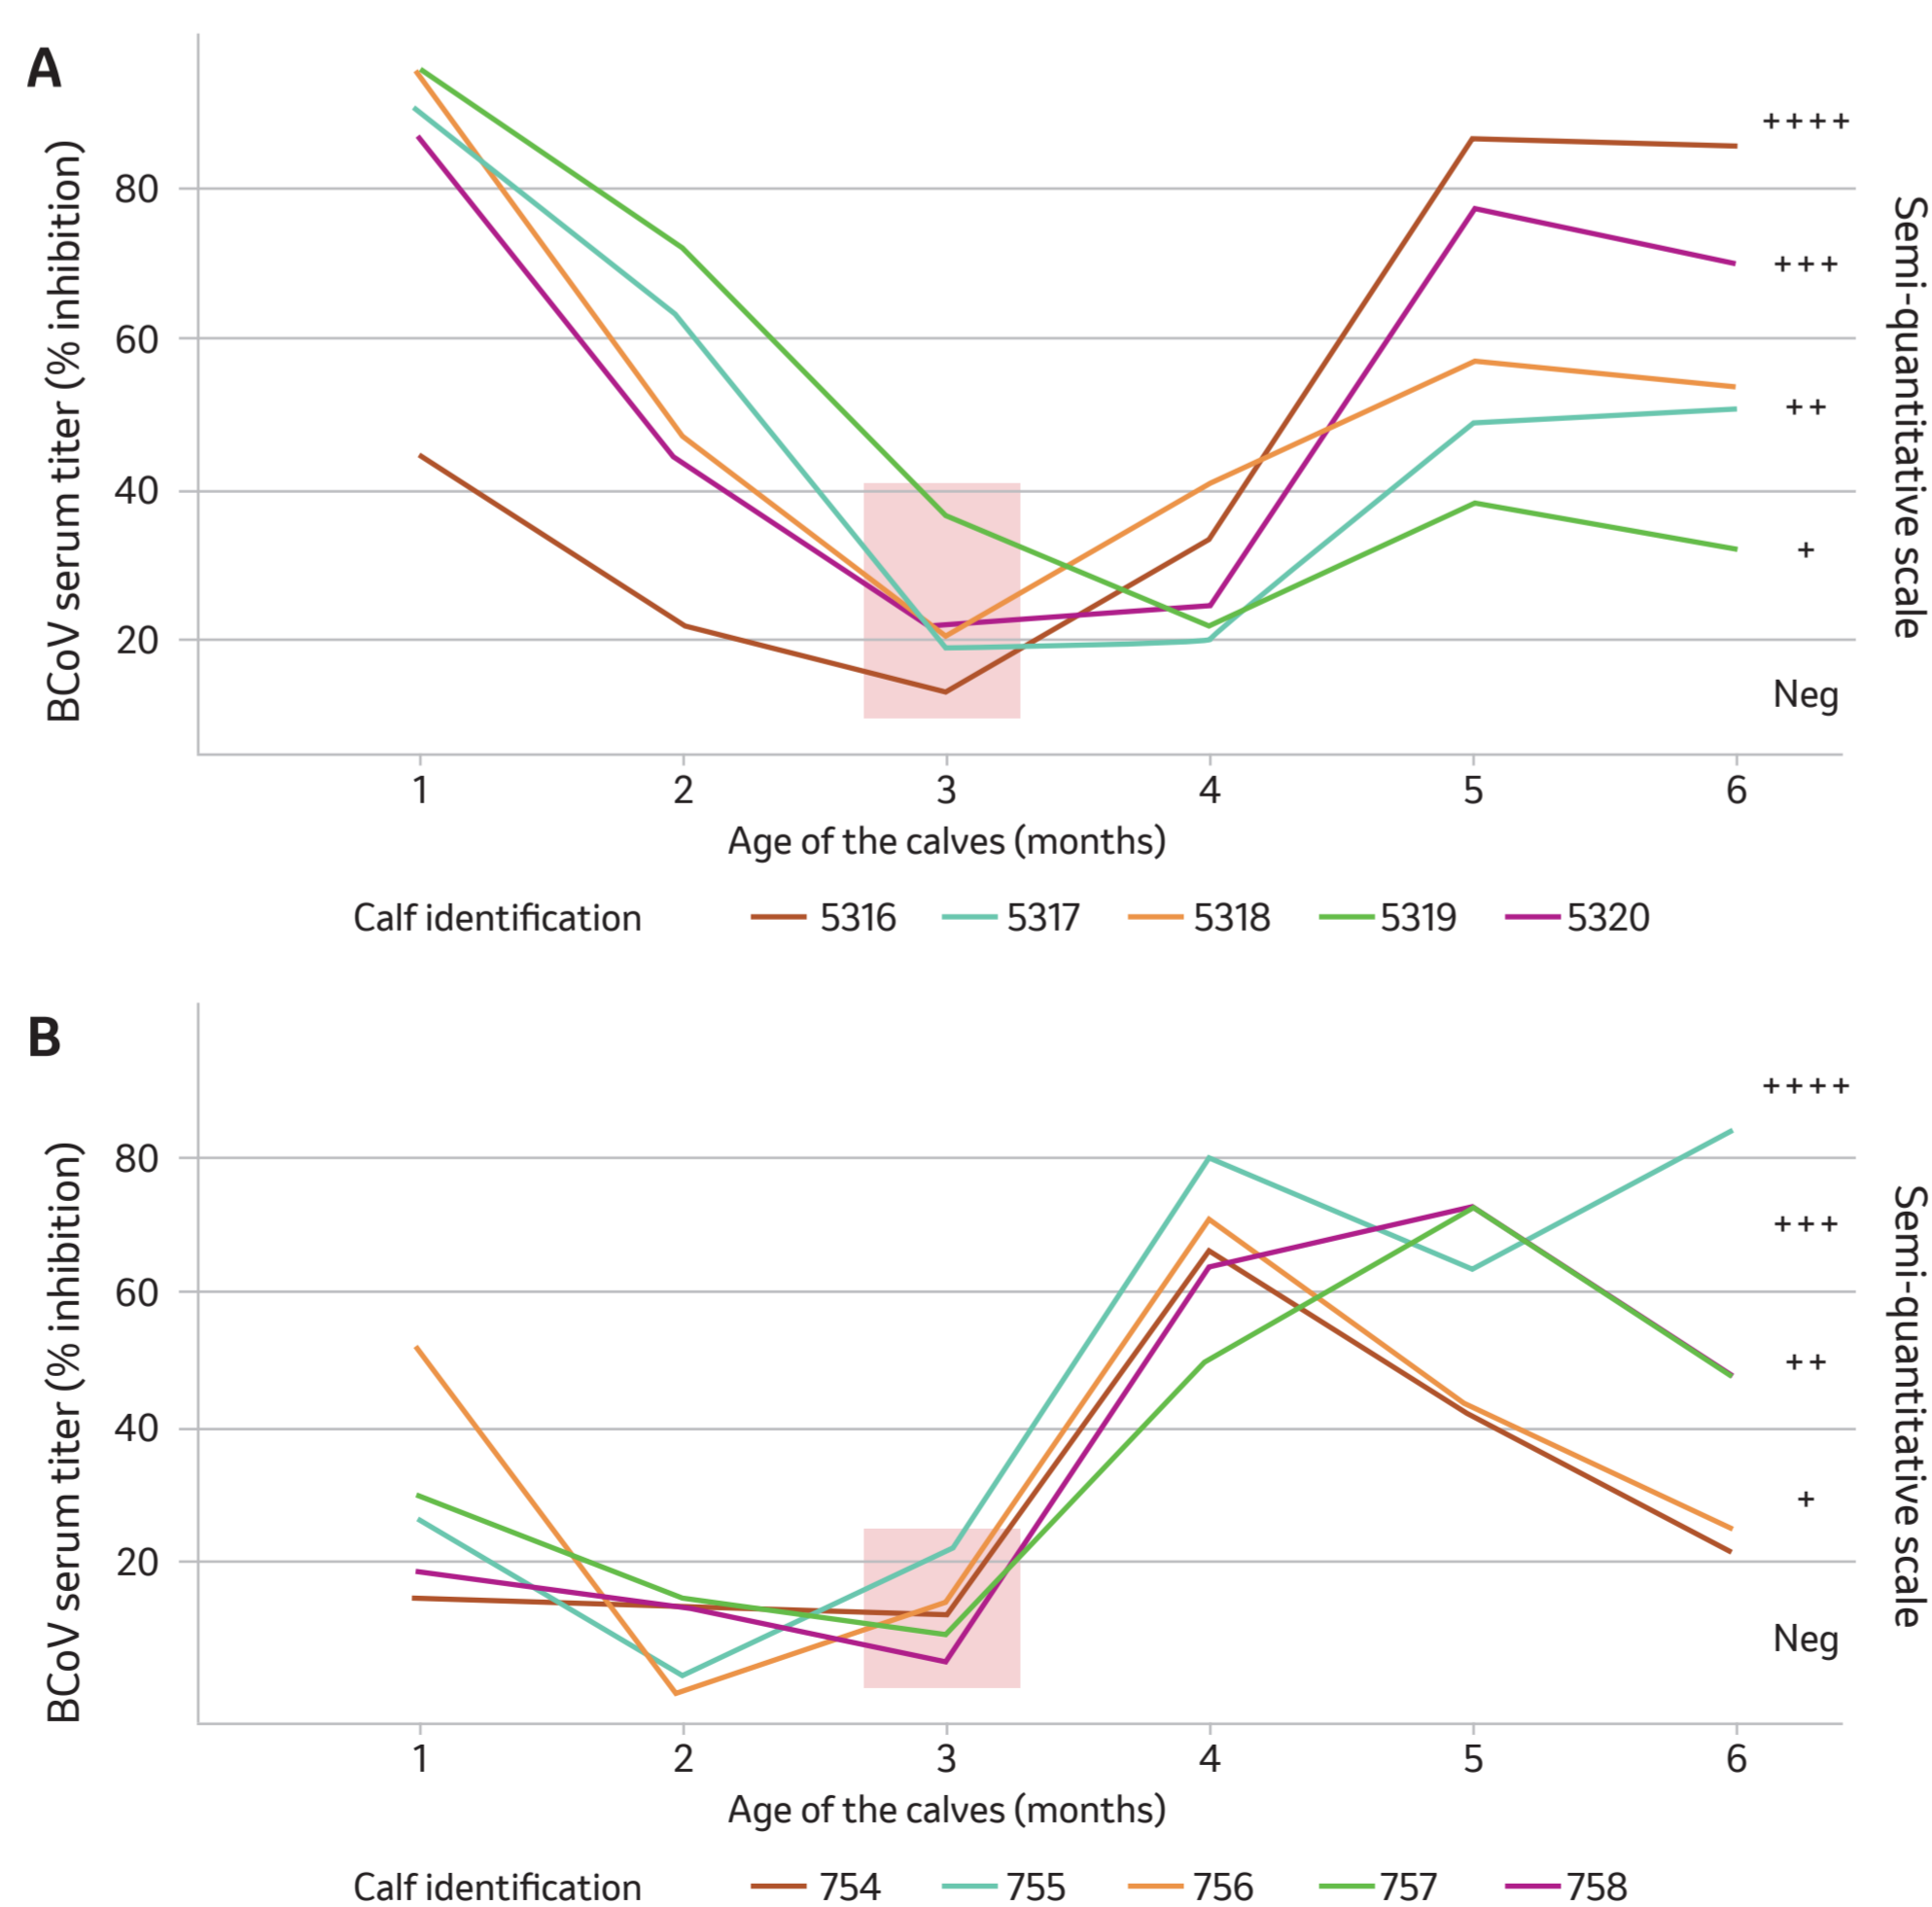 A
BCoV serum titer (% inhibition)
80
60
40
20
++++
+++
++
+
Neg
Semi-quantitative scale
1 2 3 4 5 6
Age of the calves (months)
Calf identification 5316 5317 5318 5319 5320
B
BCoV serum titer (% inhibition)
80
60
40
20
++++
+++
++
+
Neg
Semi-quantitative scale
1 2 3 4 5 6
Age of the calves (months)
Calf identification 754 755 756 757 758